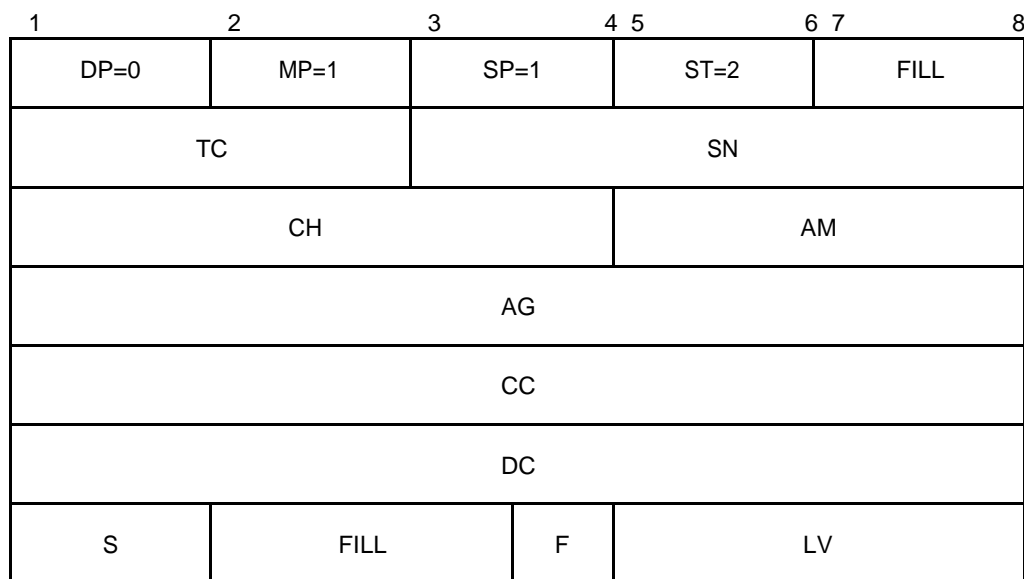 1 2 3 4 5 6 7 8
DP=0 MP=1 SP=1 ST=2 FILL
TC SN
CH AM
AG
CC
DC
S FILL F LV